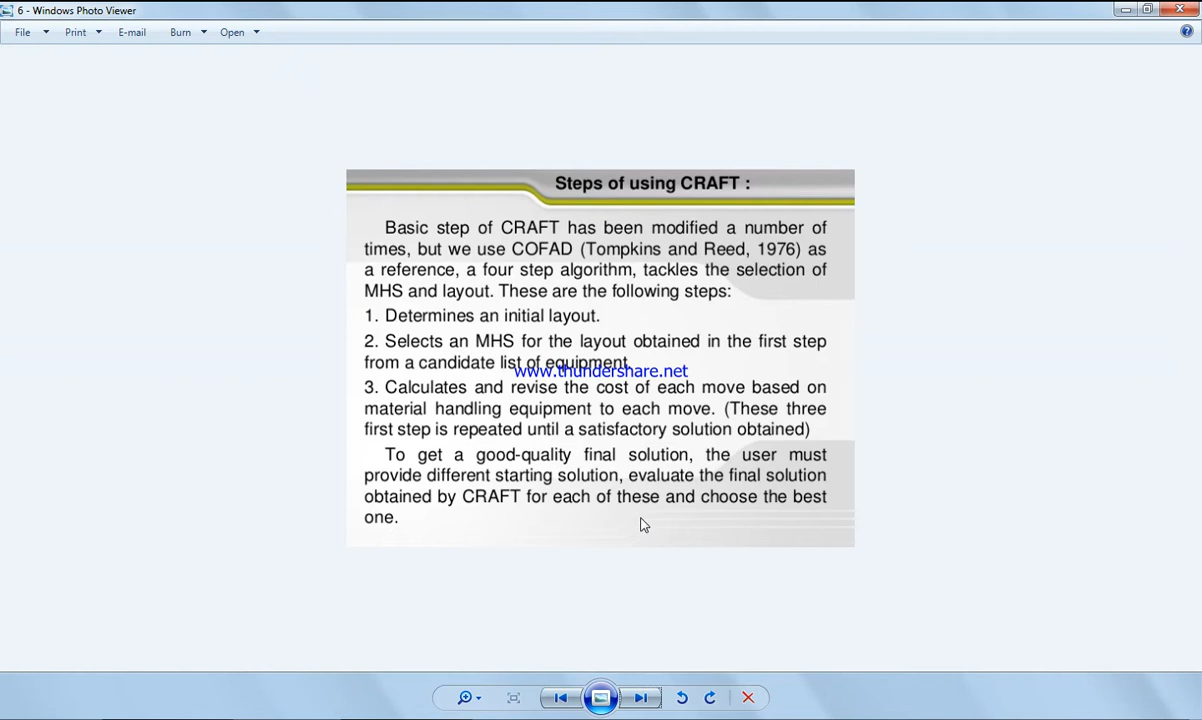 6 - Windows Photo Viewer
File Print E-mail Burn Open
Steps of using CRAFT :
Basic step of CRAFT has been modified a number of
times, but we use COFAD (Tompkins and Reed, 1976) as
a reference, a four step algorithm, tackles the selection of
MHS and layout. These are the following steps:
1. Determines an initial layout.
2. Selects an MHS for the layout obtained in the first step
from a candidate list of equipment.
www.thundershare.net
3. Calculates and revise the cost of each move based on
material handling equipment to each move. (These three
first step is repeated until a satisfactory solution obtained)
To get a good-quality final solution, the user must
provide different starting solution, evaluate the final solution
obtained by CRAFT for each of these and choose the best
one.